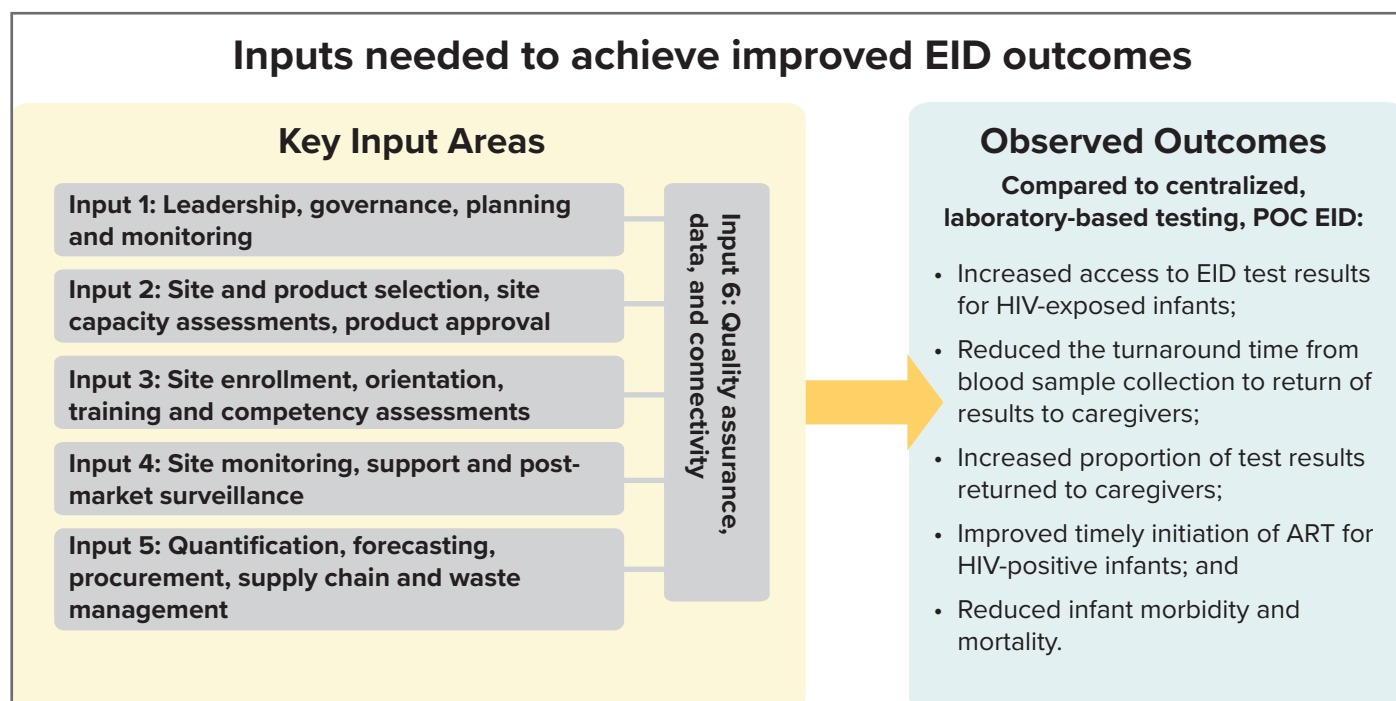 Inputs needed to achieve improved EID outcomes
Key Input Areas
Input 1: Leadership, governance, planning
and monitoring
Input 2: Site and product selection, site
capacity assessments, product approval
Input 3: Site enrollment, orientation,
training and competency assessments
Input 4: Site monitoring, support and post-
market surveillance
Input 5: Quantification, forecasting,
procurement, supply chain and waste
management
Input 6: Quality assurance,
data, and connectivity
Observed Outcomes
Compared to centralized,
laboratory-based testing, POC EID:
• Increased access to EID test results
for HIV-exposed infants;
• Reduced the turnaround time from
blood sample collection to return of
results to caregivers;
• Increased proportion of test results
returned to caregivers;
• Improved timely initiation of ART for
HIV-positive infants; and
• Reduced infant morbidity and
mortality.